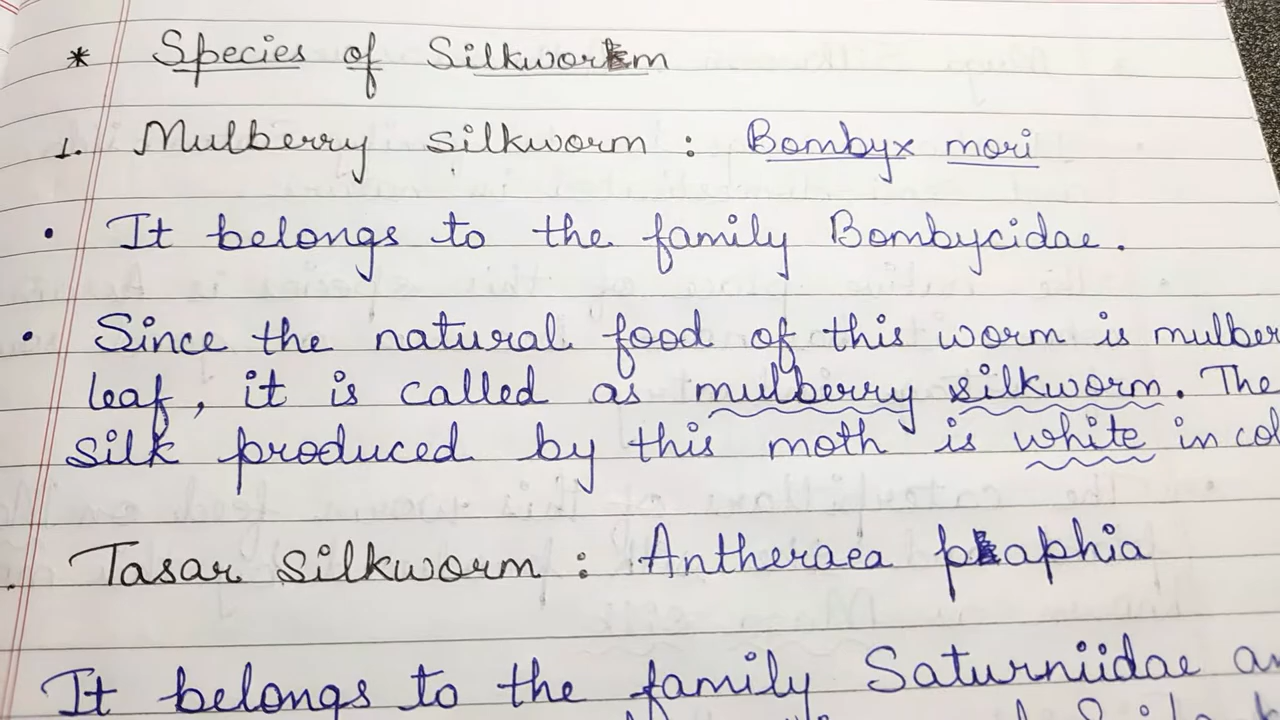 * Species of Silkworm
1. Mulberry silkworm : Bombyx mori
• It belongs to the family Bombycidae.
• Since the natural food of this worm is mulber
leaf, it is called as mulberry silkworm. The
silk produced by this moth is white in col
. Tasar silkworm : Antheraea paphia
It belongs to the family Saturniidae an